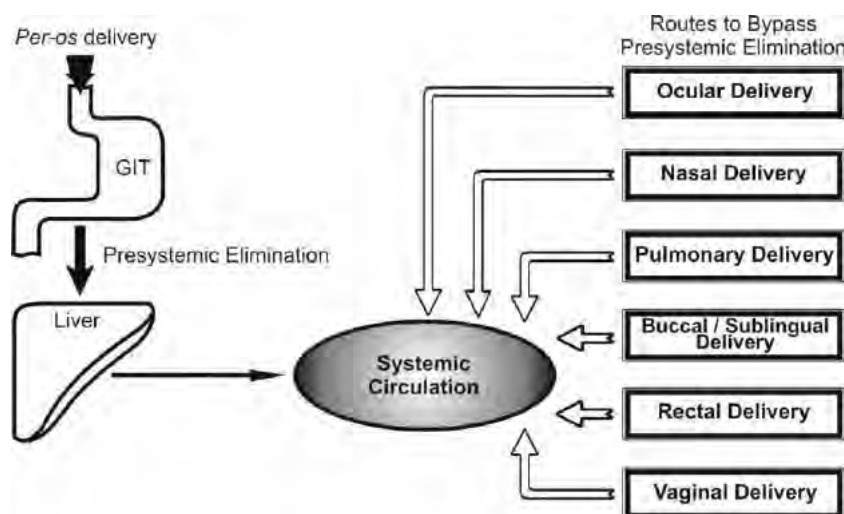 Per-os delivery
GIT
Presystemic Elimination
Liver
Systemic
Circulation
Routes to Bypass
Presystemic Elimination
Ocular Delivery
Nasal Delivery
Pulmonary Delivery
Buccal / Sublingual
Delivery
Rectal Delivery
Vaginal Delivery